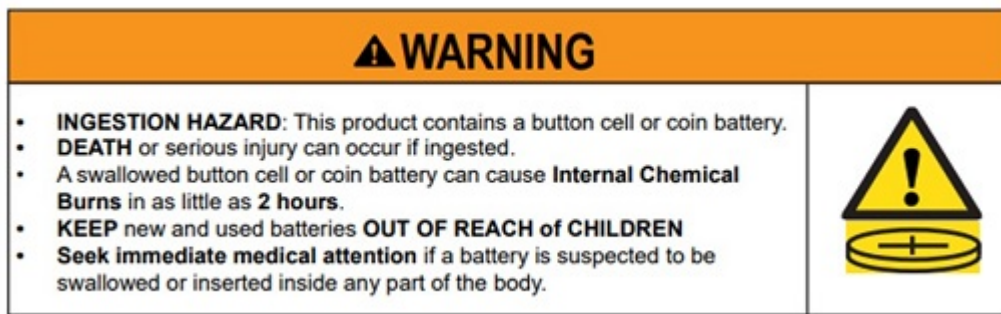 WARNING
• INGESTION HAZARD: This product contains a button cell or coin battery.
• DEATH or serious injury can occur if ingested.
• A swallowed button cell or coin battery can cause Internal Chemical
Burns in as little as 2 hours.
• KEEP new and used batteries OUT OF REACH of CHILDREN
• Seek immediate medical attention if a battery is suspected to be
swallowed or inserted inside any part of the body.